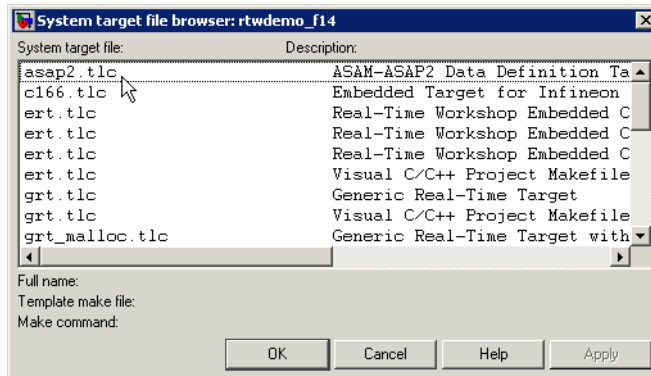 System target file browser: rtwdemo_f14
System target file: Description:
asap2.tlc ASAM-ASAP2 Data Definition Ta
c166.tlc Embedded Target for Infineon
ert.tlc Real-Time Workshop Embedded C
ert.tlc Real-Time Workshop Embedded C
ert.tlc Real-Time Workshop Embedded C
ert.tlc Visual C/C++ Project Makefile
grt.tlc Generic Real-Time Target
grt.tlc Visual C/C++ Project Makefile
grt_malloc.tlc Generic Real-Time Target with
Full name:
Template make file:
Make command:
OK Cancel Help Apply